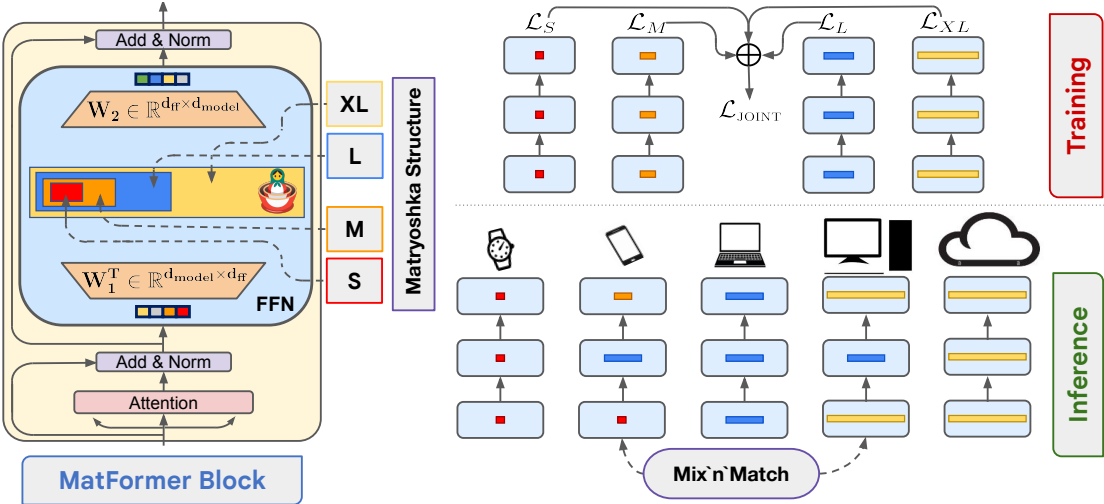 Add & Norm
W₂ ∈ ℝ^{d_ff×d_model}
XL
L
M
S
W₁ᵀ ∈ ℝ^{d_model×d_ff}
FFN
Add & Norm
Attention
MatFormer Block
Matryoshka Structure
ℒ_S
ℒ_M
ℒ_L
ℒ_XL
ℒ_JOINT
Training
Inference
Mix`n`Match